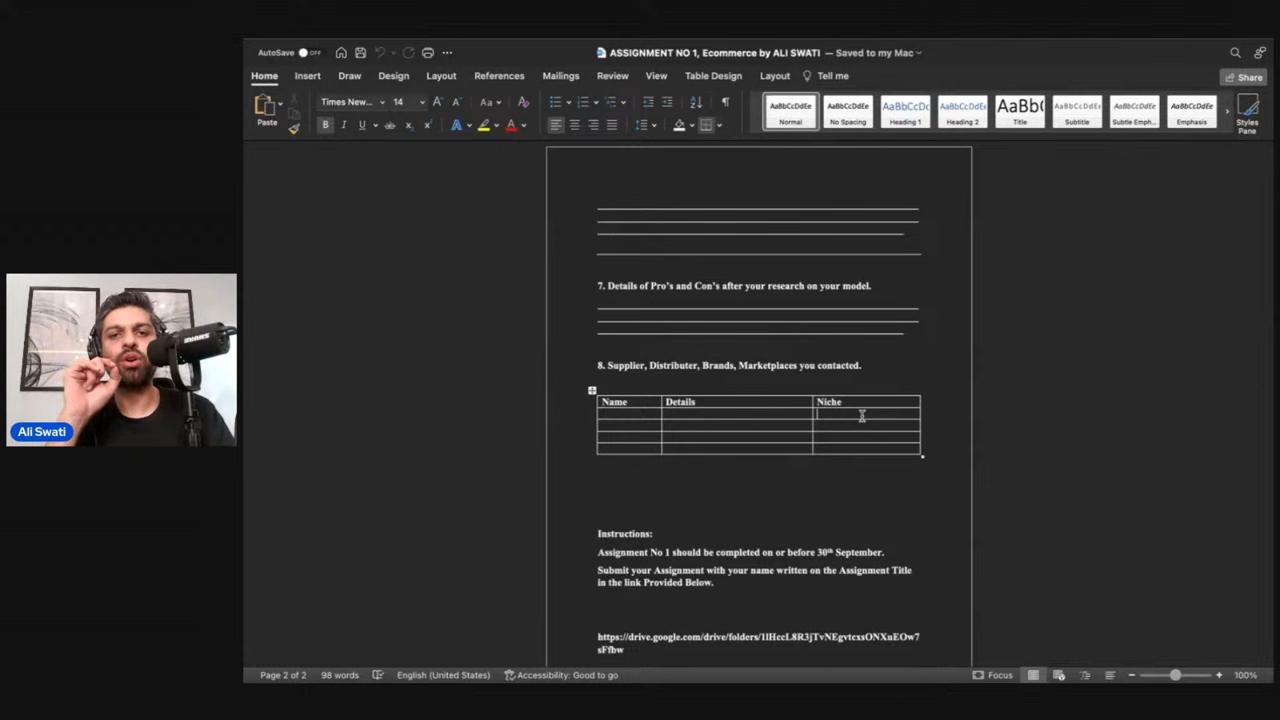 AutoSave OFF
ASSIGNMENT NO 1, Ecommerce by ALI SWATI — Saved to my Mac
Home Insert Draw Design Layout References Mailings Review View Table Design Layout Tell me
Share
Paste
Times New... 14
AaBbCcDdEe AaBbCcDdEe AaBbCcDc AaBbCcDdEe AaBb( AaBbCcDdEe AaBbCcDdEe AaBbCcDdEe
Normal No Spacing Heading 1 Heading 2 Title Subtitle Subtle Emph... Emphasis
Styles
Pane
7. Details of Pro's and Con's after your research on your model.
8. Supplier, Distributer, Brands, Marketplaces you contacted.
Name Details Niche
Ali Swati
Instructions:
Assignment No 1 should be completed on or before 30th September.
Submit your Assignment with your name written on the Assignment Title
in the link Provided Below.
https://drive.google.com/drive/folders/1lHccL8R3jTvNEgvtcxsONXuEOw7
sFfbw
Page 2 of 2 98 words English (United States) Accessibility: Good to go Focus 100%